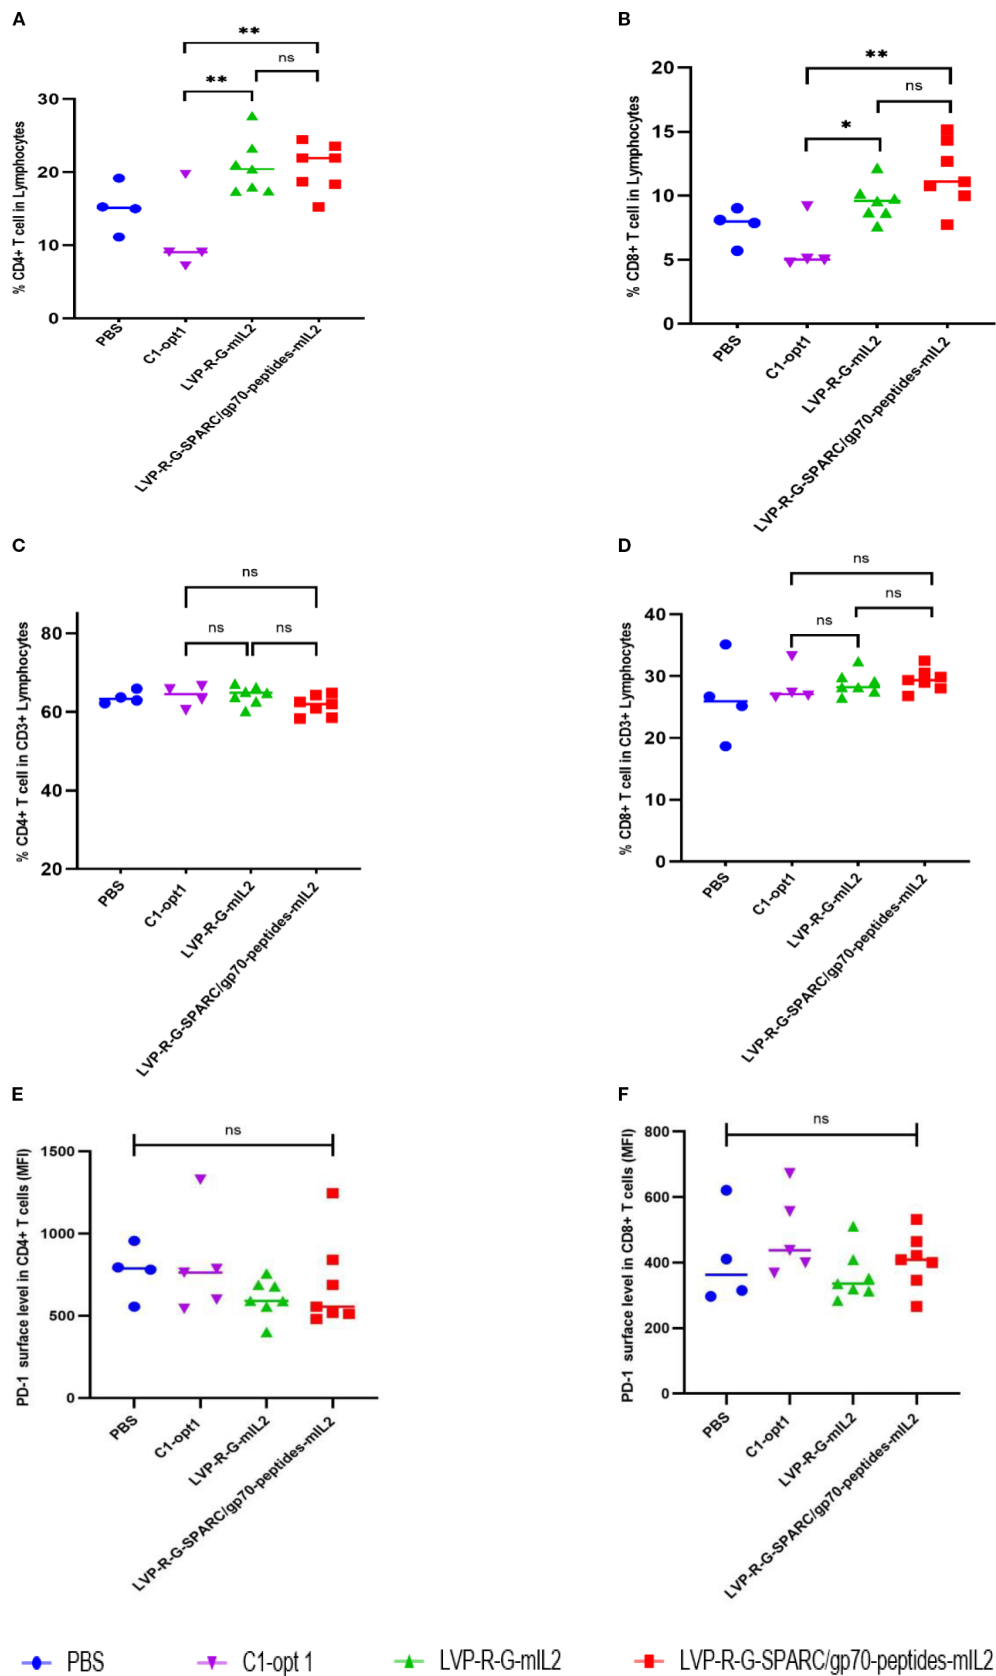 A
**
ns
**
% CD4+ T cell in Lymphocytes
30
20
10
0
PBS
C1-opt1
LVP-R-G-mIL2
LVP-R-G-SPARC/gp70-peptides-mIL2
B
**
ns
*
% CD8+ T cell in Lymphocytes
20
15
10
5
0
PBS
C1-opt1
LVP-R-G-mIL2
LVP-R-G-SPARC/gp70-peptides-mIL2
C
ns
ns
ns
% CD4+ T cell in CD3+ Lymphocytes
80
60
40
20
PBS
C1-opt1
LVP-R-G-mIL2
LVP-R-G-SPARC/gp70-peptides-mIL2
D
ns
ns
ns
% CD8+ T cell in CD3+ Lymphocytes
40
30
20
10
0
PBS
C1-opt1
LVP-R-G-mIL2
LVP-R-G-SPARC/gp70-peptides-mIL2
E
ns
PD-1 surface level in CD4+ T cells (MFI)
1500
1000
500
0
PBS
C1-opt1
LVP-R-G-mIL2
LVP-R-G-SPARC/gp70-peptides-mIL2
F
ns
PD-1 surface level in CD8+ T cells (MFI)
800
600
400
200
0
PBS
C1-opt1
LVP-R-G-mIL2
LVP-R-G-SPARC/gp70-peptides-mIL2
PBS
C1-opt 1
LVP-R-G-mIL2
LVP-R-G-SPARC/gp70-peptides-mIL2